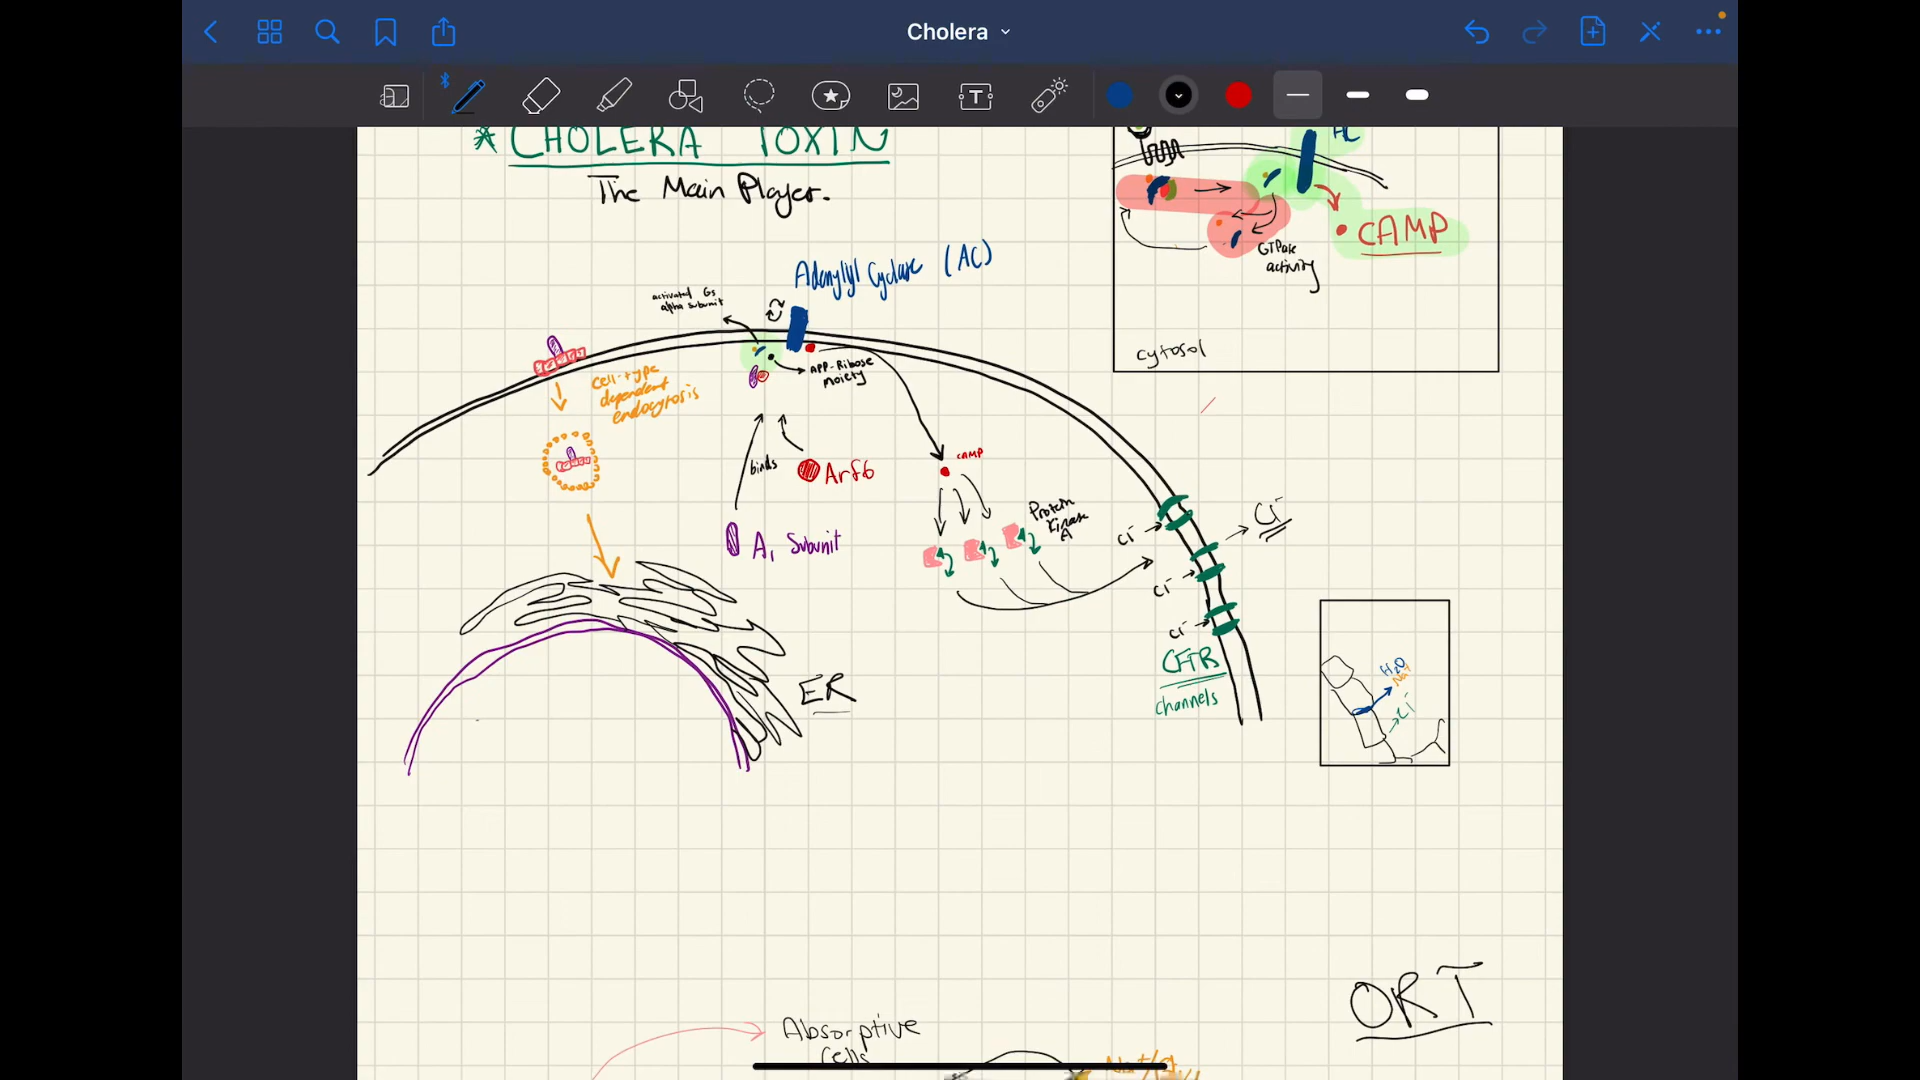 Cholera
* CHOLERA TOXIN
The Main Player.
AC
CAMP
GTPase
activity
cytosol
Adenylyl Cyclase (AC)
activated Gs
alpha subunit
cell-type
dependent
endocytosis
ADP-Ribose
moiety
binds
Arf6
A1 Subunit
cAMP
Protein
Kinase
A
Cl-
Cl-
Cl-
Cl-
CFTR
channels
ER
H2O
Na+
Cl-
ORT
Absorptive
Cells